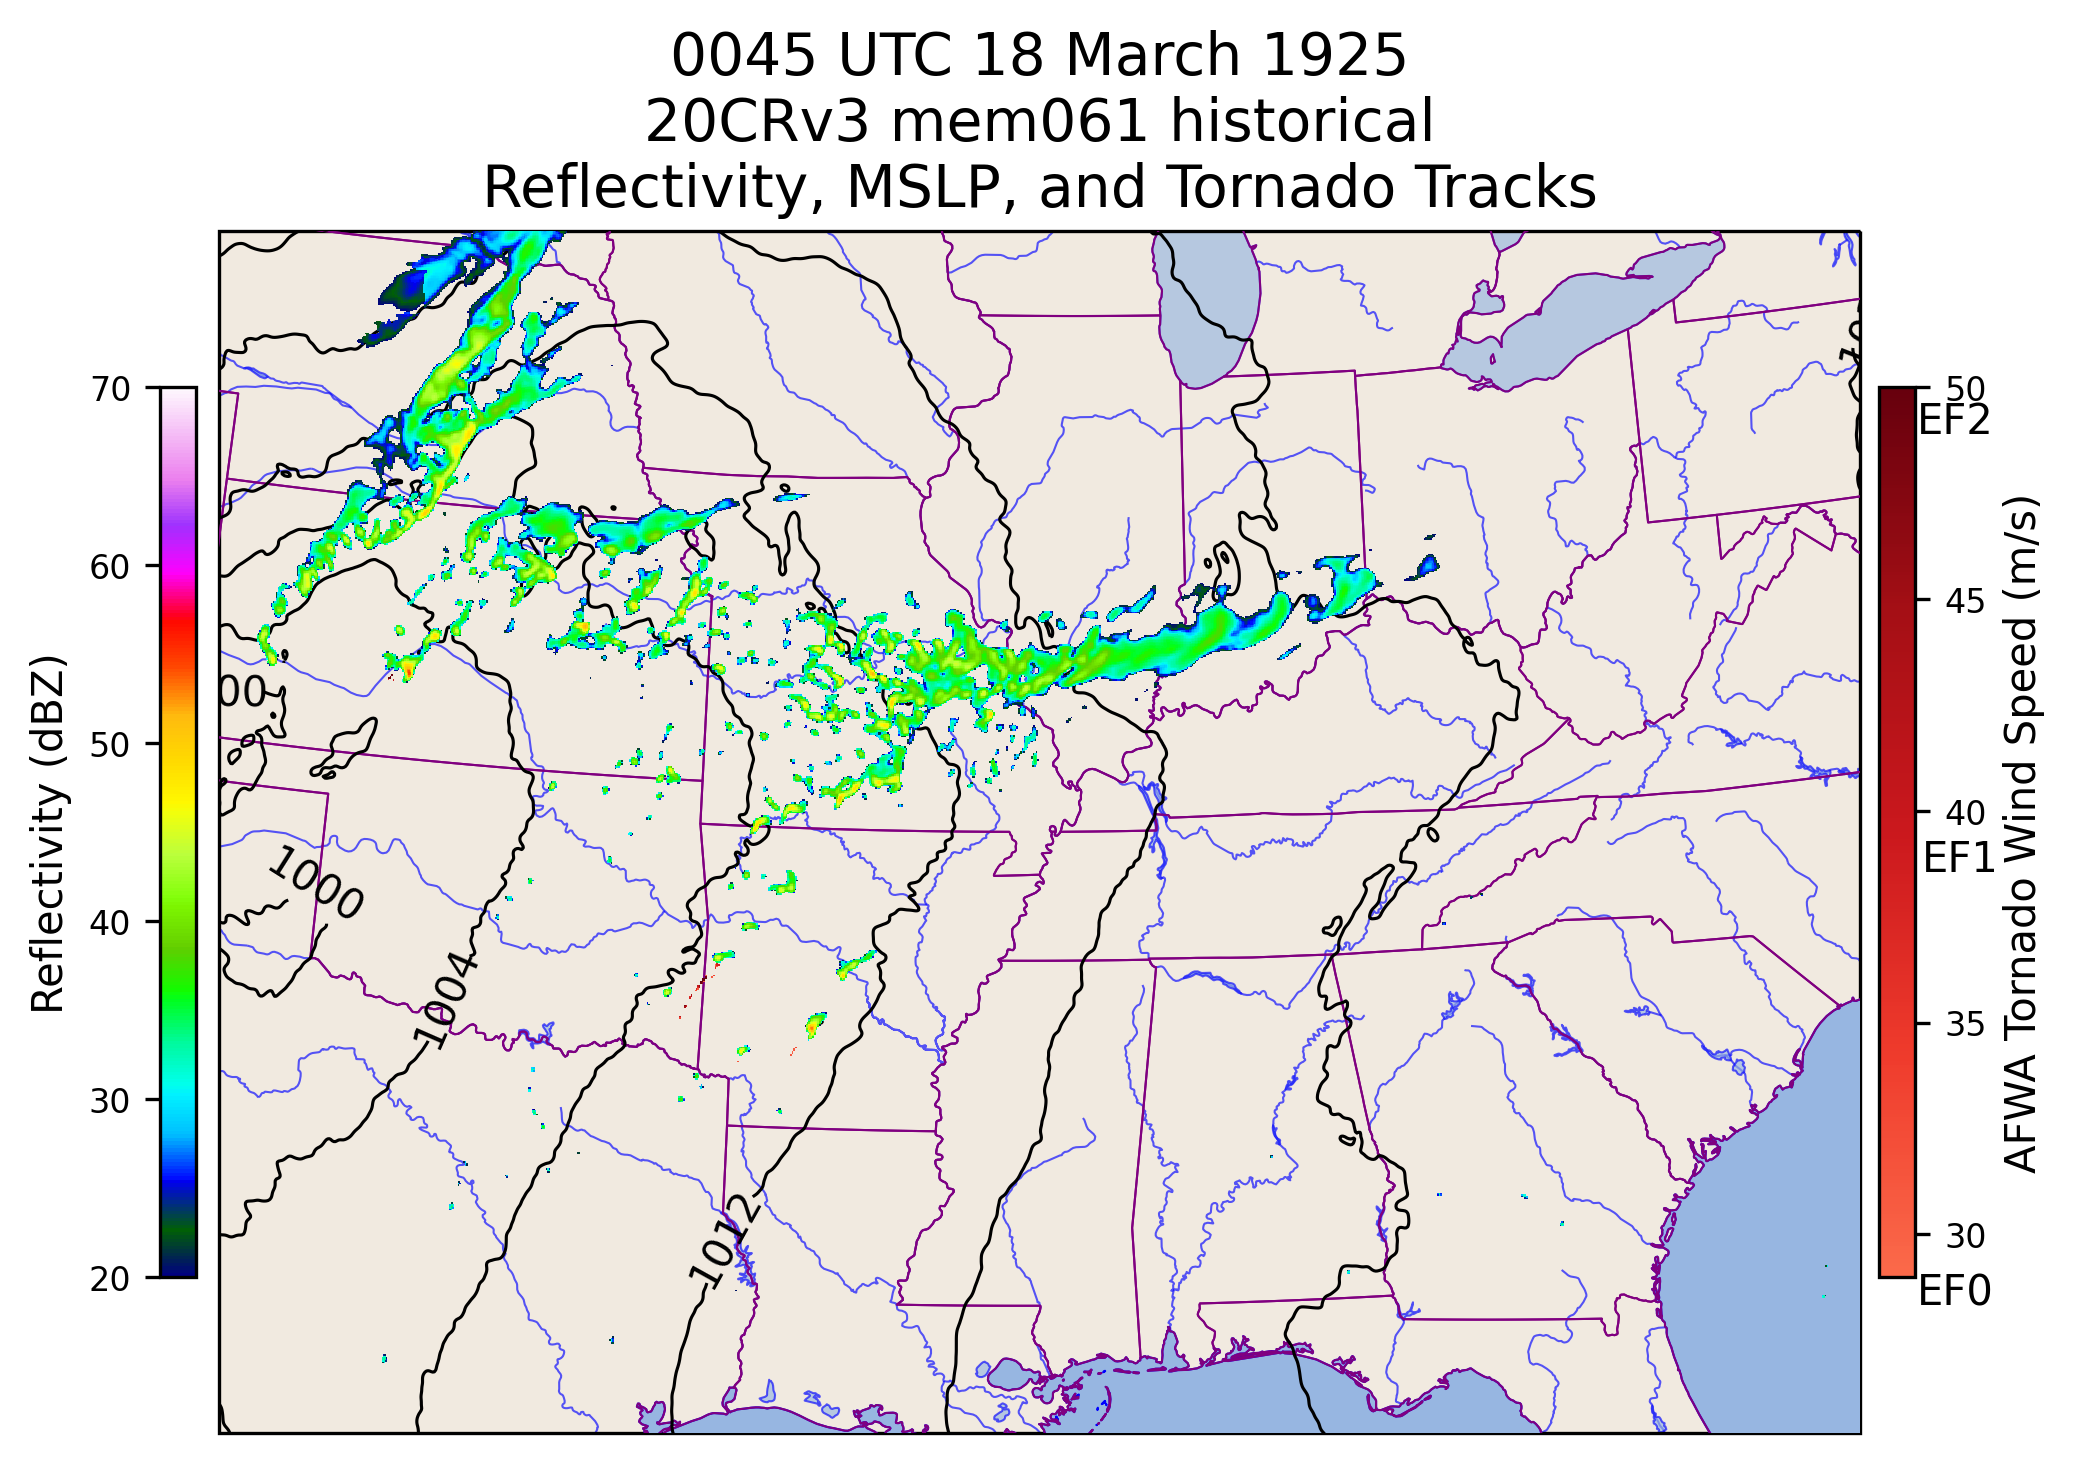 0045 UTC 18 March 1925
20CRv3 mem061 historical
Reflectivity, MSLP, and Tornado Tracks
70
60
50
40
30
20
Reflectivity (dBZ)
1000
1004
1012
50
EF2
45
40
EF1
35
30
EF0
AFWA Tornado Wind Speed (m/s)